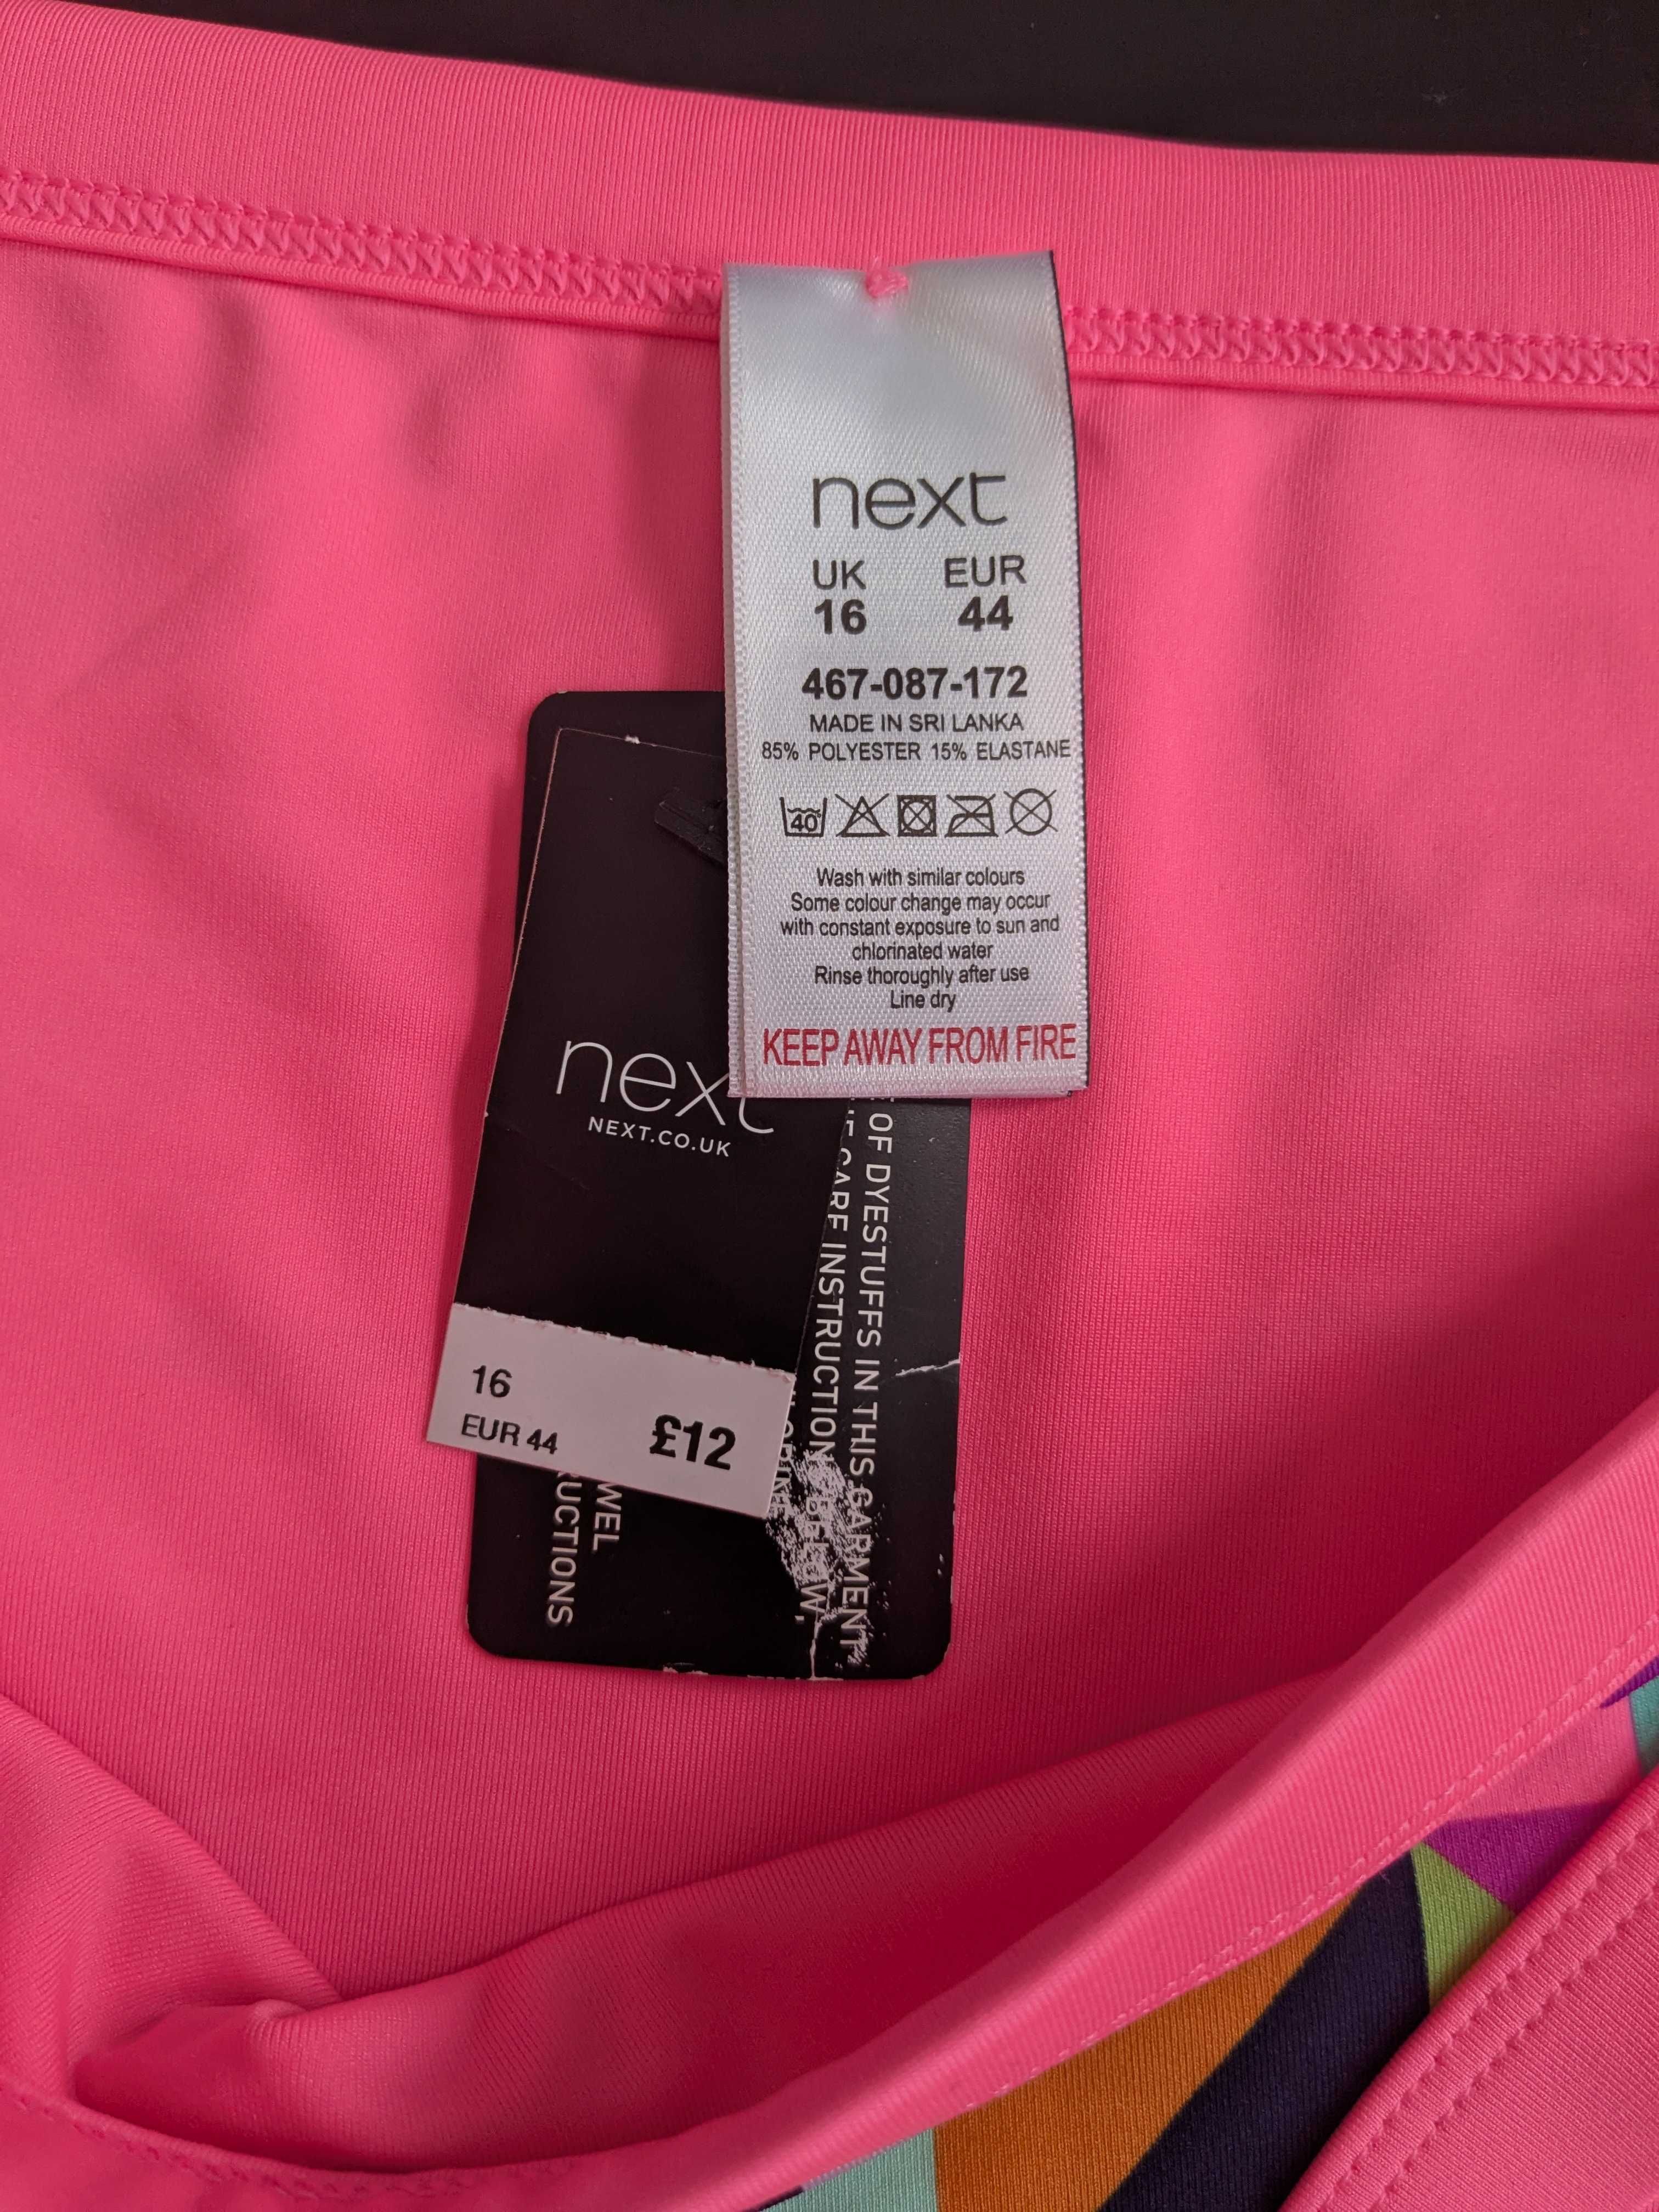 next
UK EUR
16 44
467-087-172
MADE IN SRI LANKA
85% POLYESTER 15% ELASTANE
40°
Wash with similar colours
Some colour change may occur
with constant exposure to sun and
chlorinated water
Rinse thoroughly after use
Line dry
KEEP AWAY FROM FIRE
next
NEXT.CO.UK
16
EUR 44
£12
OF DYESTUFFS IN THIS GARMENT,
CARE INSTRUCTIONS BELOW,